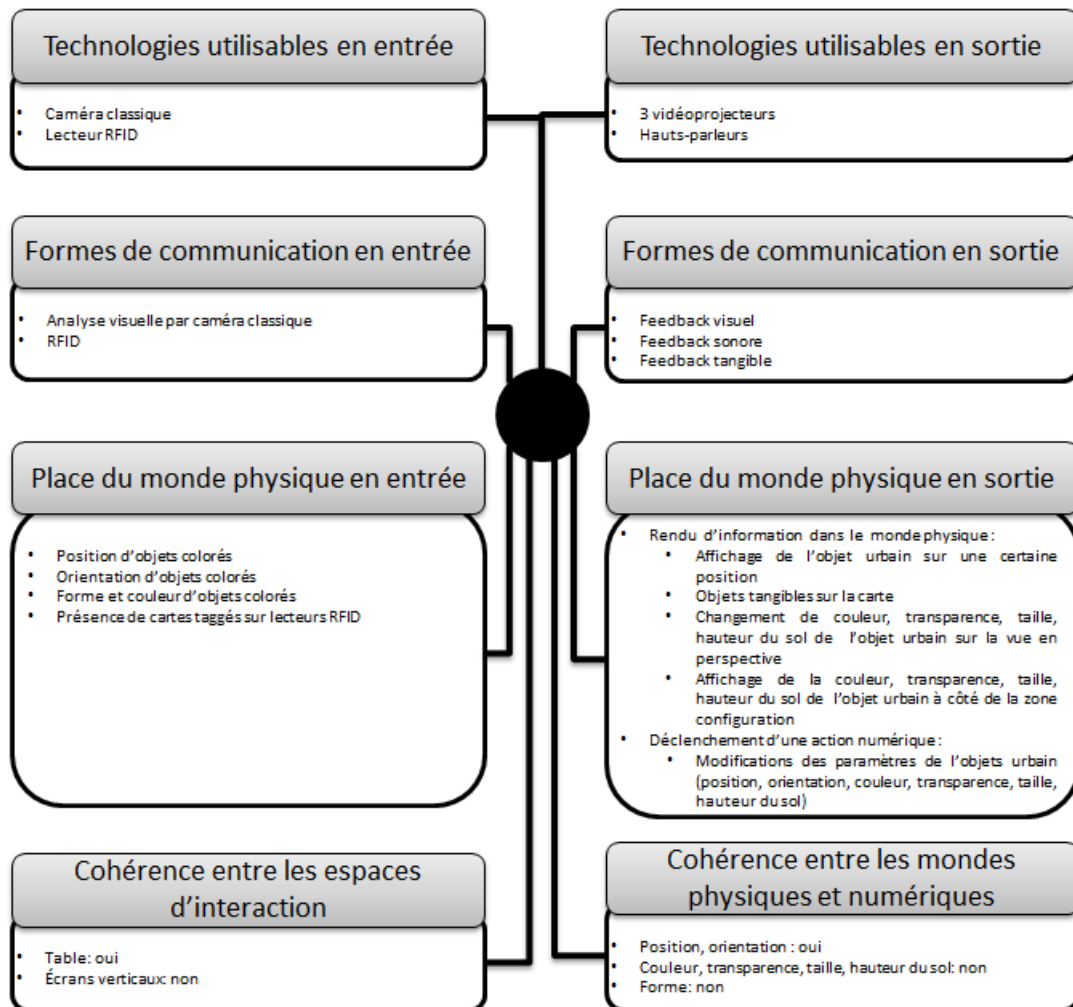 Technologies utilisables en entrée
• Caméra classique
• Lecteur RFID
Technologies utilisables en sortie
• 3 vidéoprojecteurs
• Hauts-parleurs
Formes de communication en entrée
• Analyse visuelle par caméra classique
• RFID
Formes de communication en sortie
• Feedback visuel
• Feedback sonore
• Feedback tangible
Place du monde physique en entrée
• Position d'objets colorés
• Orientation d'objets colorés
• Forme et couleur d'objets colorés
• Présence de cartes taggés sur lecteurs RFID
Place du monde physique en sortie
• Rendu d'information dans le monde physique :
• Affichage de l'objet urbain sur une certaine
position
• Objets tangibles sur la carte
• Changement de couleur, transparence, taille,
hauteur du sol de l'objet urbain sur la vue en
perspective
• Affichage de la couleur, transparence, taille,
hauteur du sol de l'objet urbain à côté de la zone
configuration
• Déclenchement d'une action numérique :
• Modifications des paramètres de l'objets urbain
(position, orientation, couleur, transparence, taille,
hauteur du sol)
Cohérence entre les espaces
d'interaction
• Table: oui
• Écrans verticaux: non
Cohérence entre les mondes
physiques et numériques
• Position, orientation : oui
• Couleur, transparence, taille, hauteur du sol: non
• Forme: non